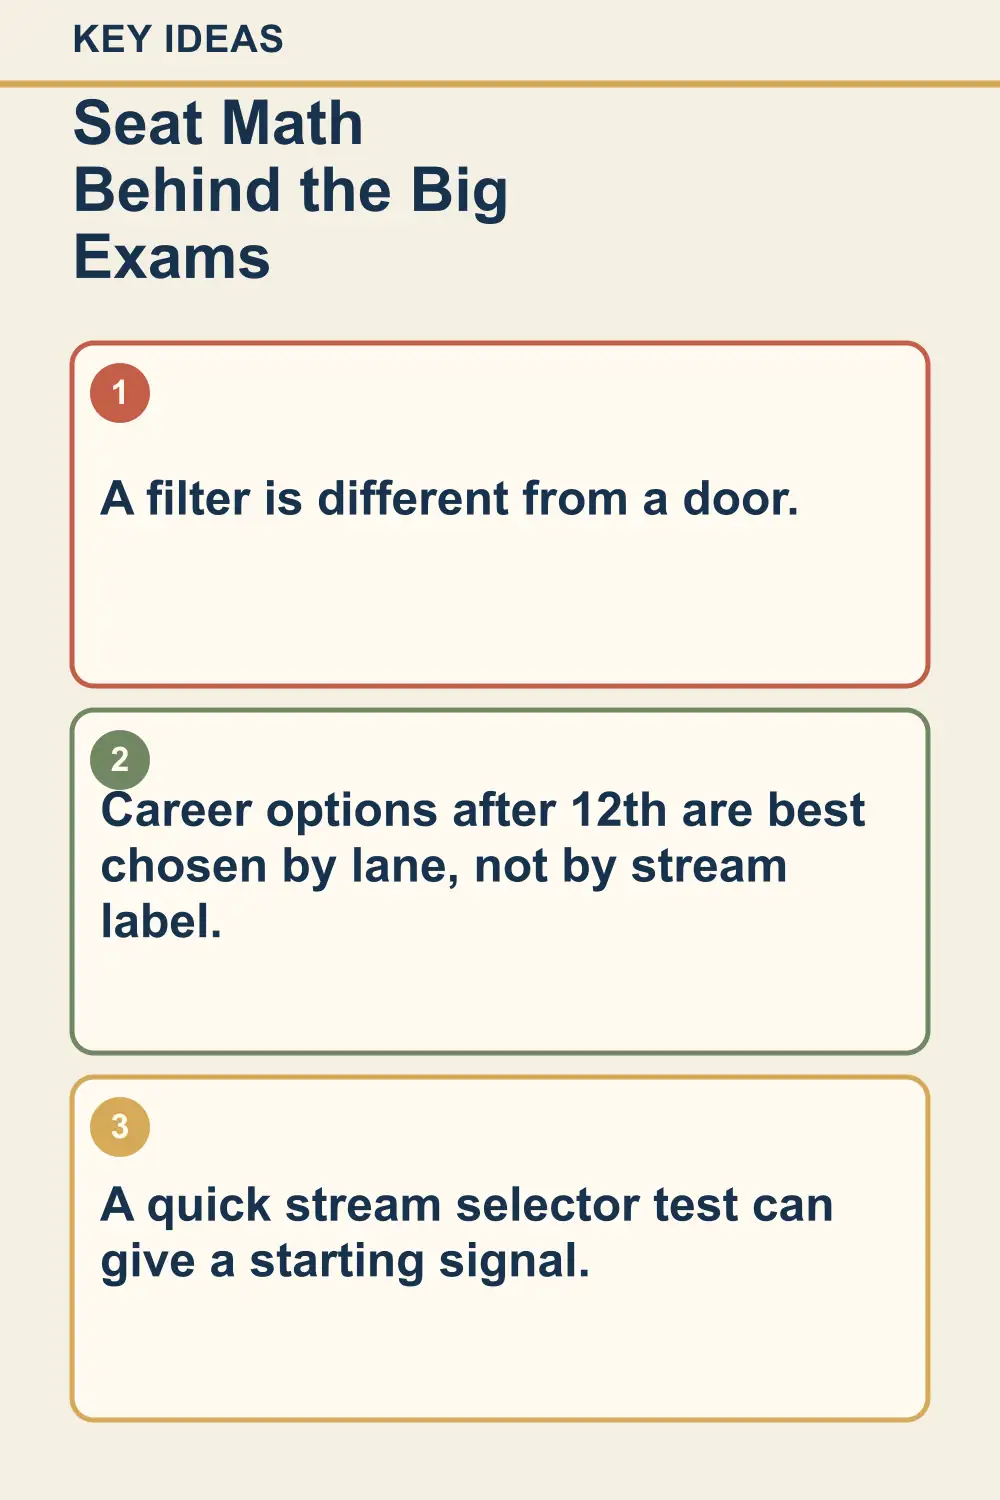 KEY IDEAS
Seat Math
Behind the Big
Exams
1
A filter is different from a door.
2
Career options after 12th are best
chosen by lane, not by stream
label.
3
A quick stream selector test can
give a starting signal.